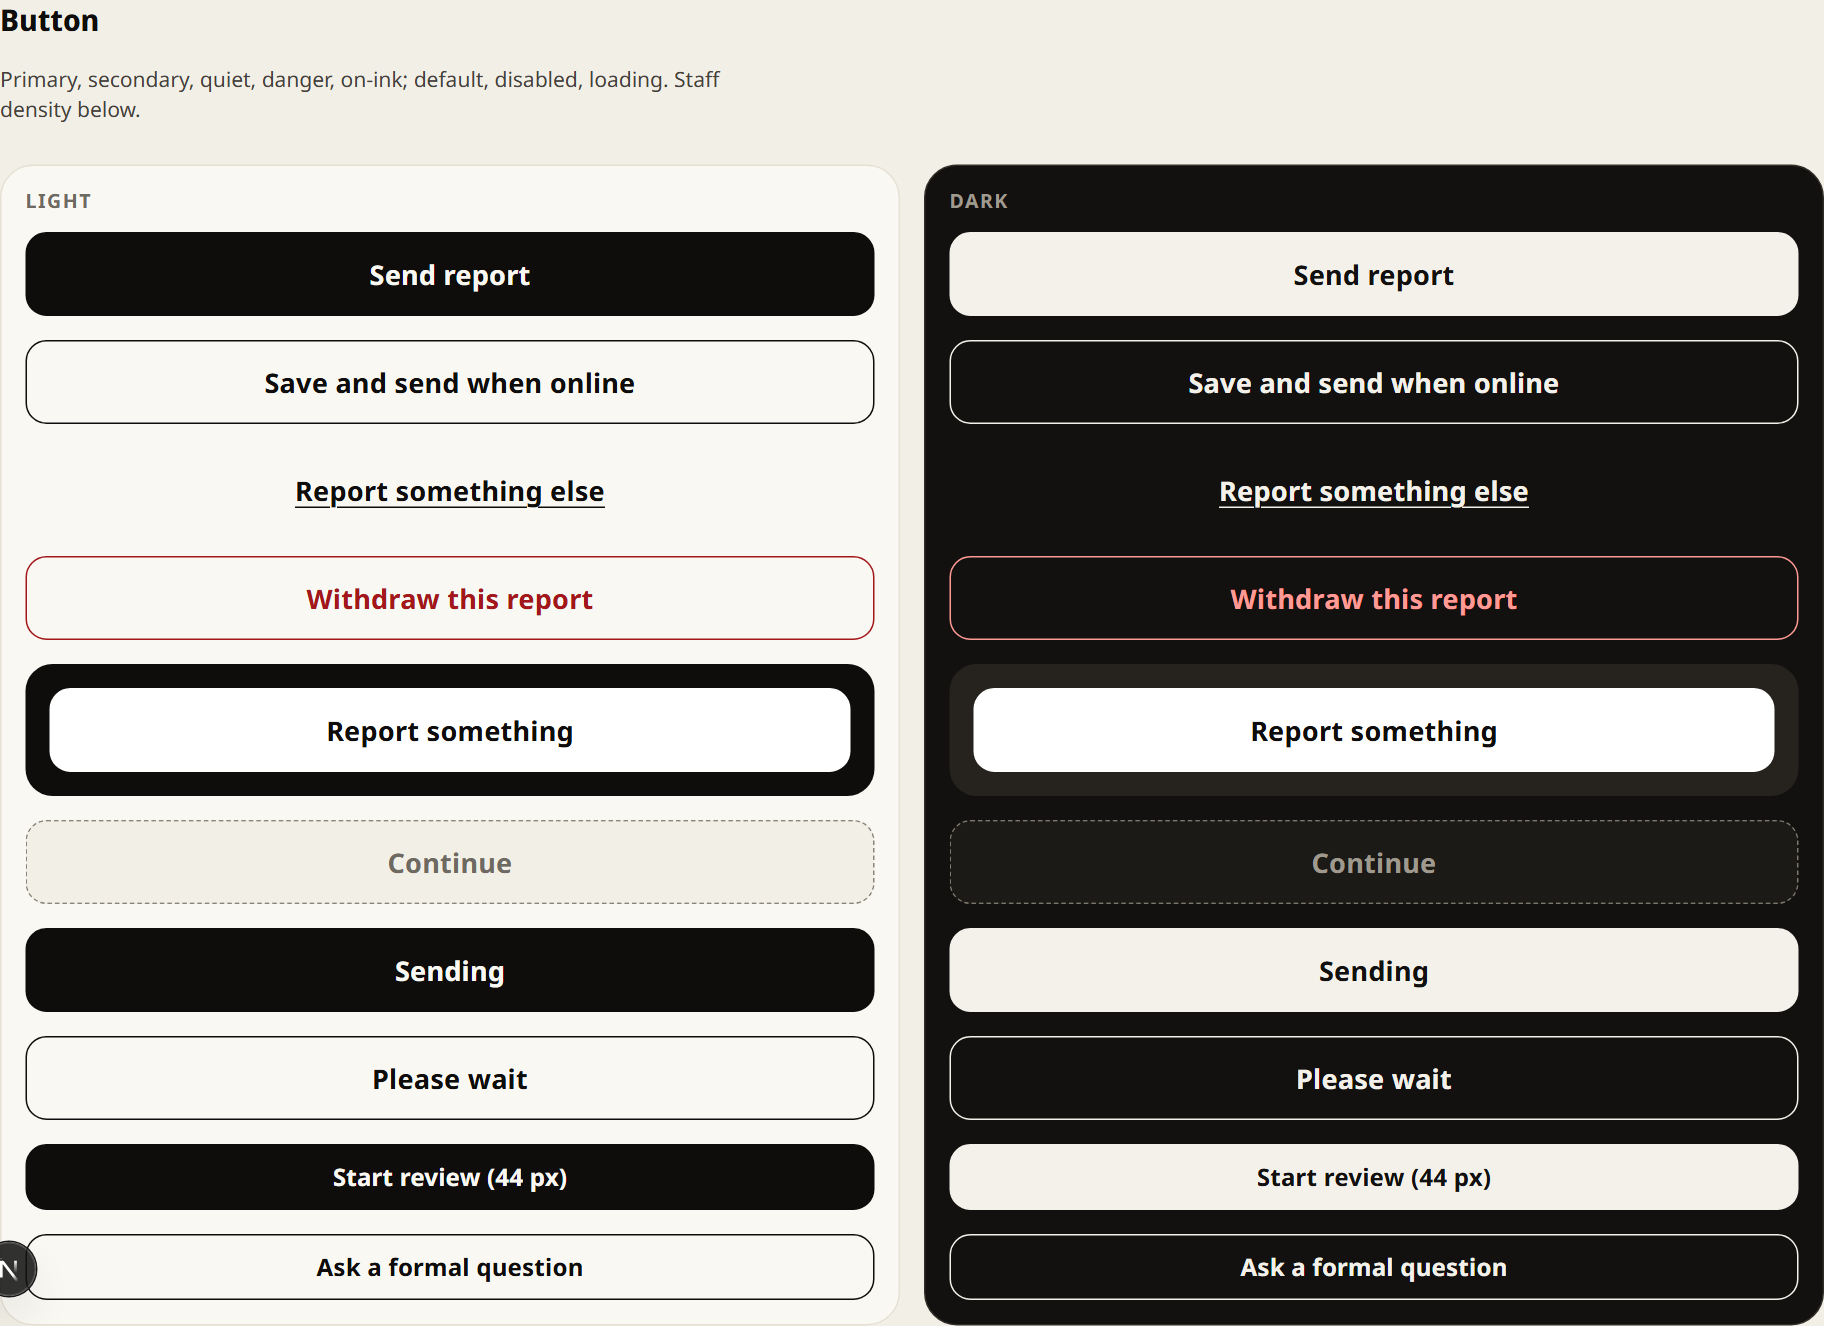 Button
Primary, secondary, quiet, danger, on-ink; default, disabled, loading. Staff
density below.
LIGHT
Send report
Save and send when online
Report something else
Withdraw this report
Report something
Continue
Sending
Please wait
Start review (44 px)
Ask a formal question
N
DARK
Send report
Save and send when online
Report something else
Withdraw this report
Report something
Continue
Sending
Please wait
Start review (44 px)
Ask a formal question